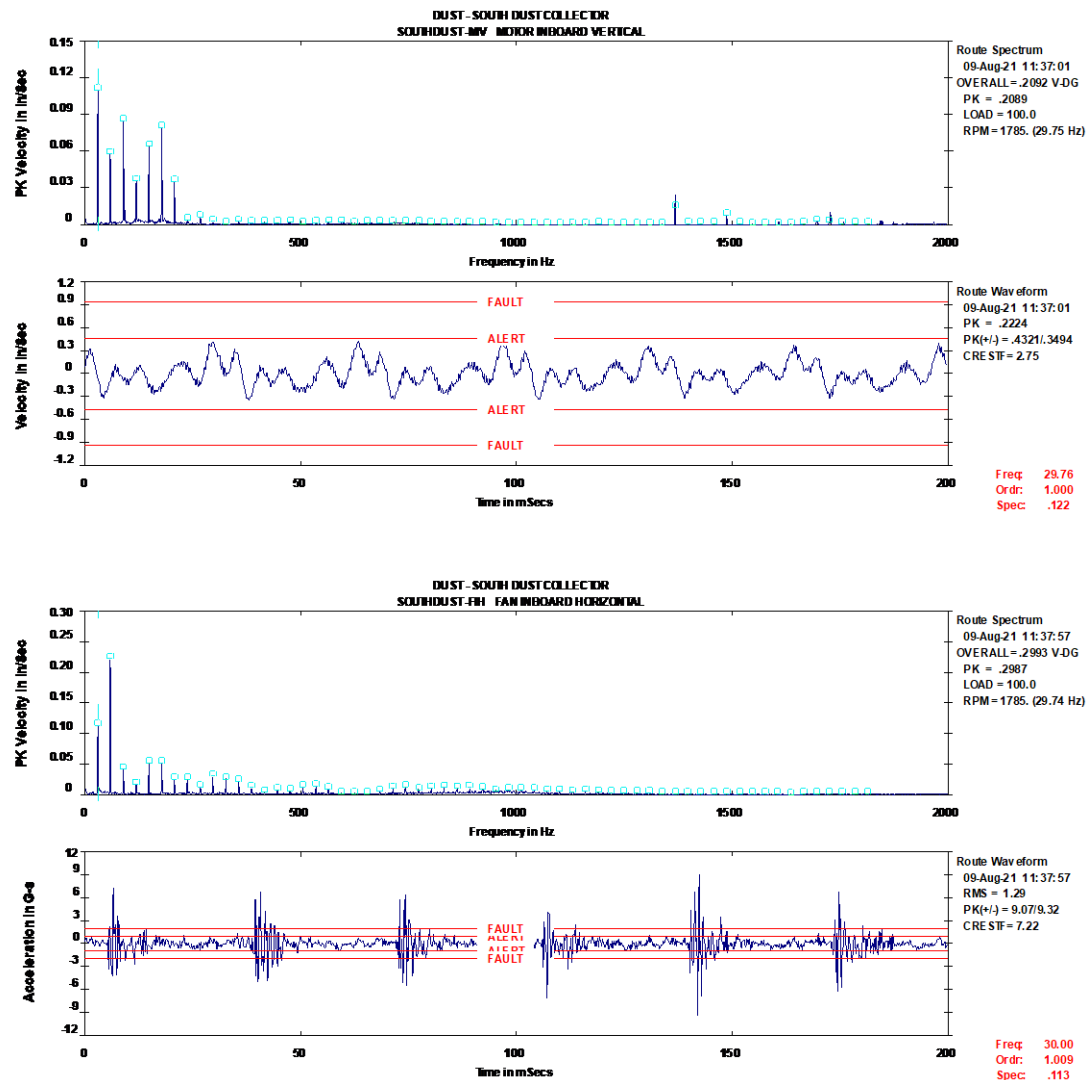 DUST - SOUTH DUST COLLECTOR
SOUTHDUST-MIV MOTOR INBOARD VERTICAL
PK Velocity in In/Sec
0.15
0.12
0.09
0.06
0.03
0
0
500
1000
1500
2000
Frequency in Hz
Route Spectrum
09-Aug-21 11:37:01
OVERALL= .2092 V-DG
PK = .2089
LOAD = 100.0
RPM = 1785. (29.75 Hz)
Velocity in In/Sec
1.2
0.9
0.6
0.3
0
-0.3
-0.6
-0.9
-1.2
FAULT
ALERT
ALERT
FAULT
0
50
100
150
200
Time in mSecs
Route Waveform
09-Aug-21 11:37:01
PK = .2224
PK(+/-) = .4321/.3494
CRESTF= 2.75
Freq: 29.76
Ordr: 1.000
Spec: .122
DUST - SOUTH DUST COLLECTOR
SOUTHDUST-FIH FAN INBOARD HORIZONTAL
PK Velocity in In/Sec
0.30
0.25
0.20
0.15
0.10
0.05
0
0
500
1000
1500
2000
Frequency in Hz
Route Spectrum
09-Aug-21 11:37:57
OVERALL= .2993 V-DG
PK = .2987
LOAD = 100.0
RPM = 1785. (29.74 Hz)
Acceleration in G-s
12
9
6
3
0
-3
-6
-9
-12
FAULT
ALERT
ALERT
FAULT
0
50
100
150
200
Time in mSecs
Route Waveform
09-Aug-21 11:37:57
RMS = 1.29
PK(+/-) = 9.07/9.32
CRESTF= 7.22
Freq: 30.00
Ordr: 1.009
Spec: .113